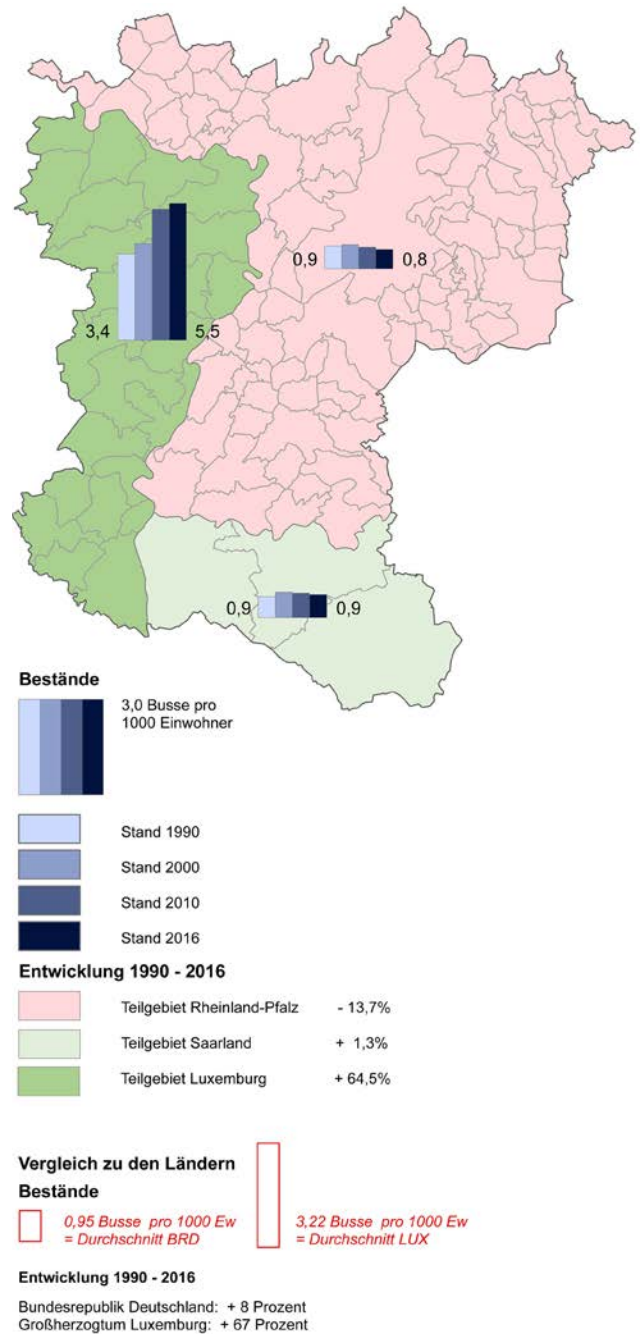 0,9 0,8
3,4 5,5
0,9 0,9
Bestände
3,0 Busse pro
1000 Einwohner
Stand 1990
Stand 2000
Stand 2010
Stand 2016
Entwicklung 1990 - 2016
Teilgebiet Rheinland-Pfalz - 13,7%
Teilgebiet Saarland + 1,3%
Teilgebiet Luxemburg + 64,5%
Vergleich zu den Ländern
Bestände
0,95 Busse pro 1000 Ew
= Durchschnitt BRD
3,22 Busse pro 1000 Ew
= Durchschnitt LUX
Entwicklung 1990 - 2016
Bundesrepublik Deutschland: + 8 Prozent
Großherzogtum Luxemburg: + 67 Prozent